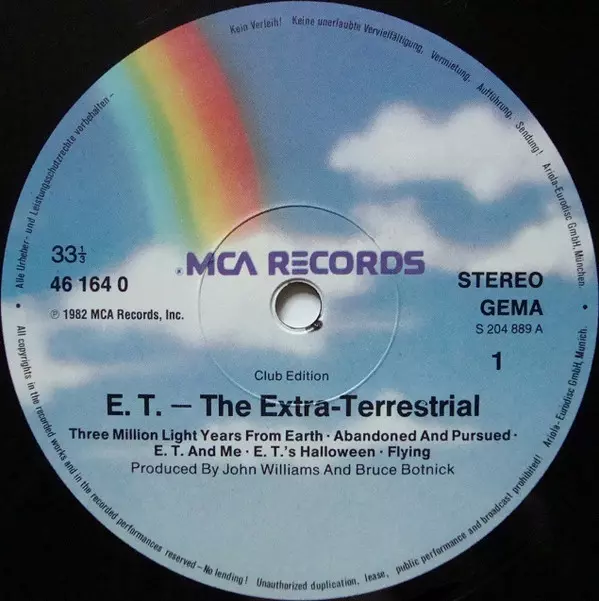 Alle Urheber- und Leistungsschutzrechte vorbehalten – Kein Verleih! Keine unerlaubte Vervielfältigung, Vermietung, Aufführung, Sendung! Ariola-Eurodisc GmbH, München.
MCA RECORDS
33⅓
46 164 0
℗ 1982 MCA Records, Inc.
STEREO
GEMA
S 204 889 A
1
Club Edition
E. T. – The Extra-Terrestrial
Three Million Light Years From Earth · Abandoned And Pursued ·
E. T. And Me · E. T.'s Halloween · Flying
Produced By John Williams And Bruce Botnick
All copyrights in the recorded works and in the recorded performances reserved – No lending! Unauthorized duplication, lease, public performance and broadcast prohibited! Ariola-Eurodisc GmbH, Munich.